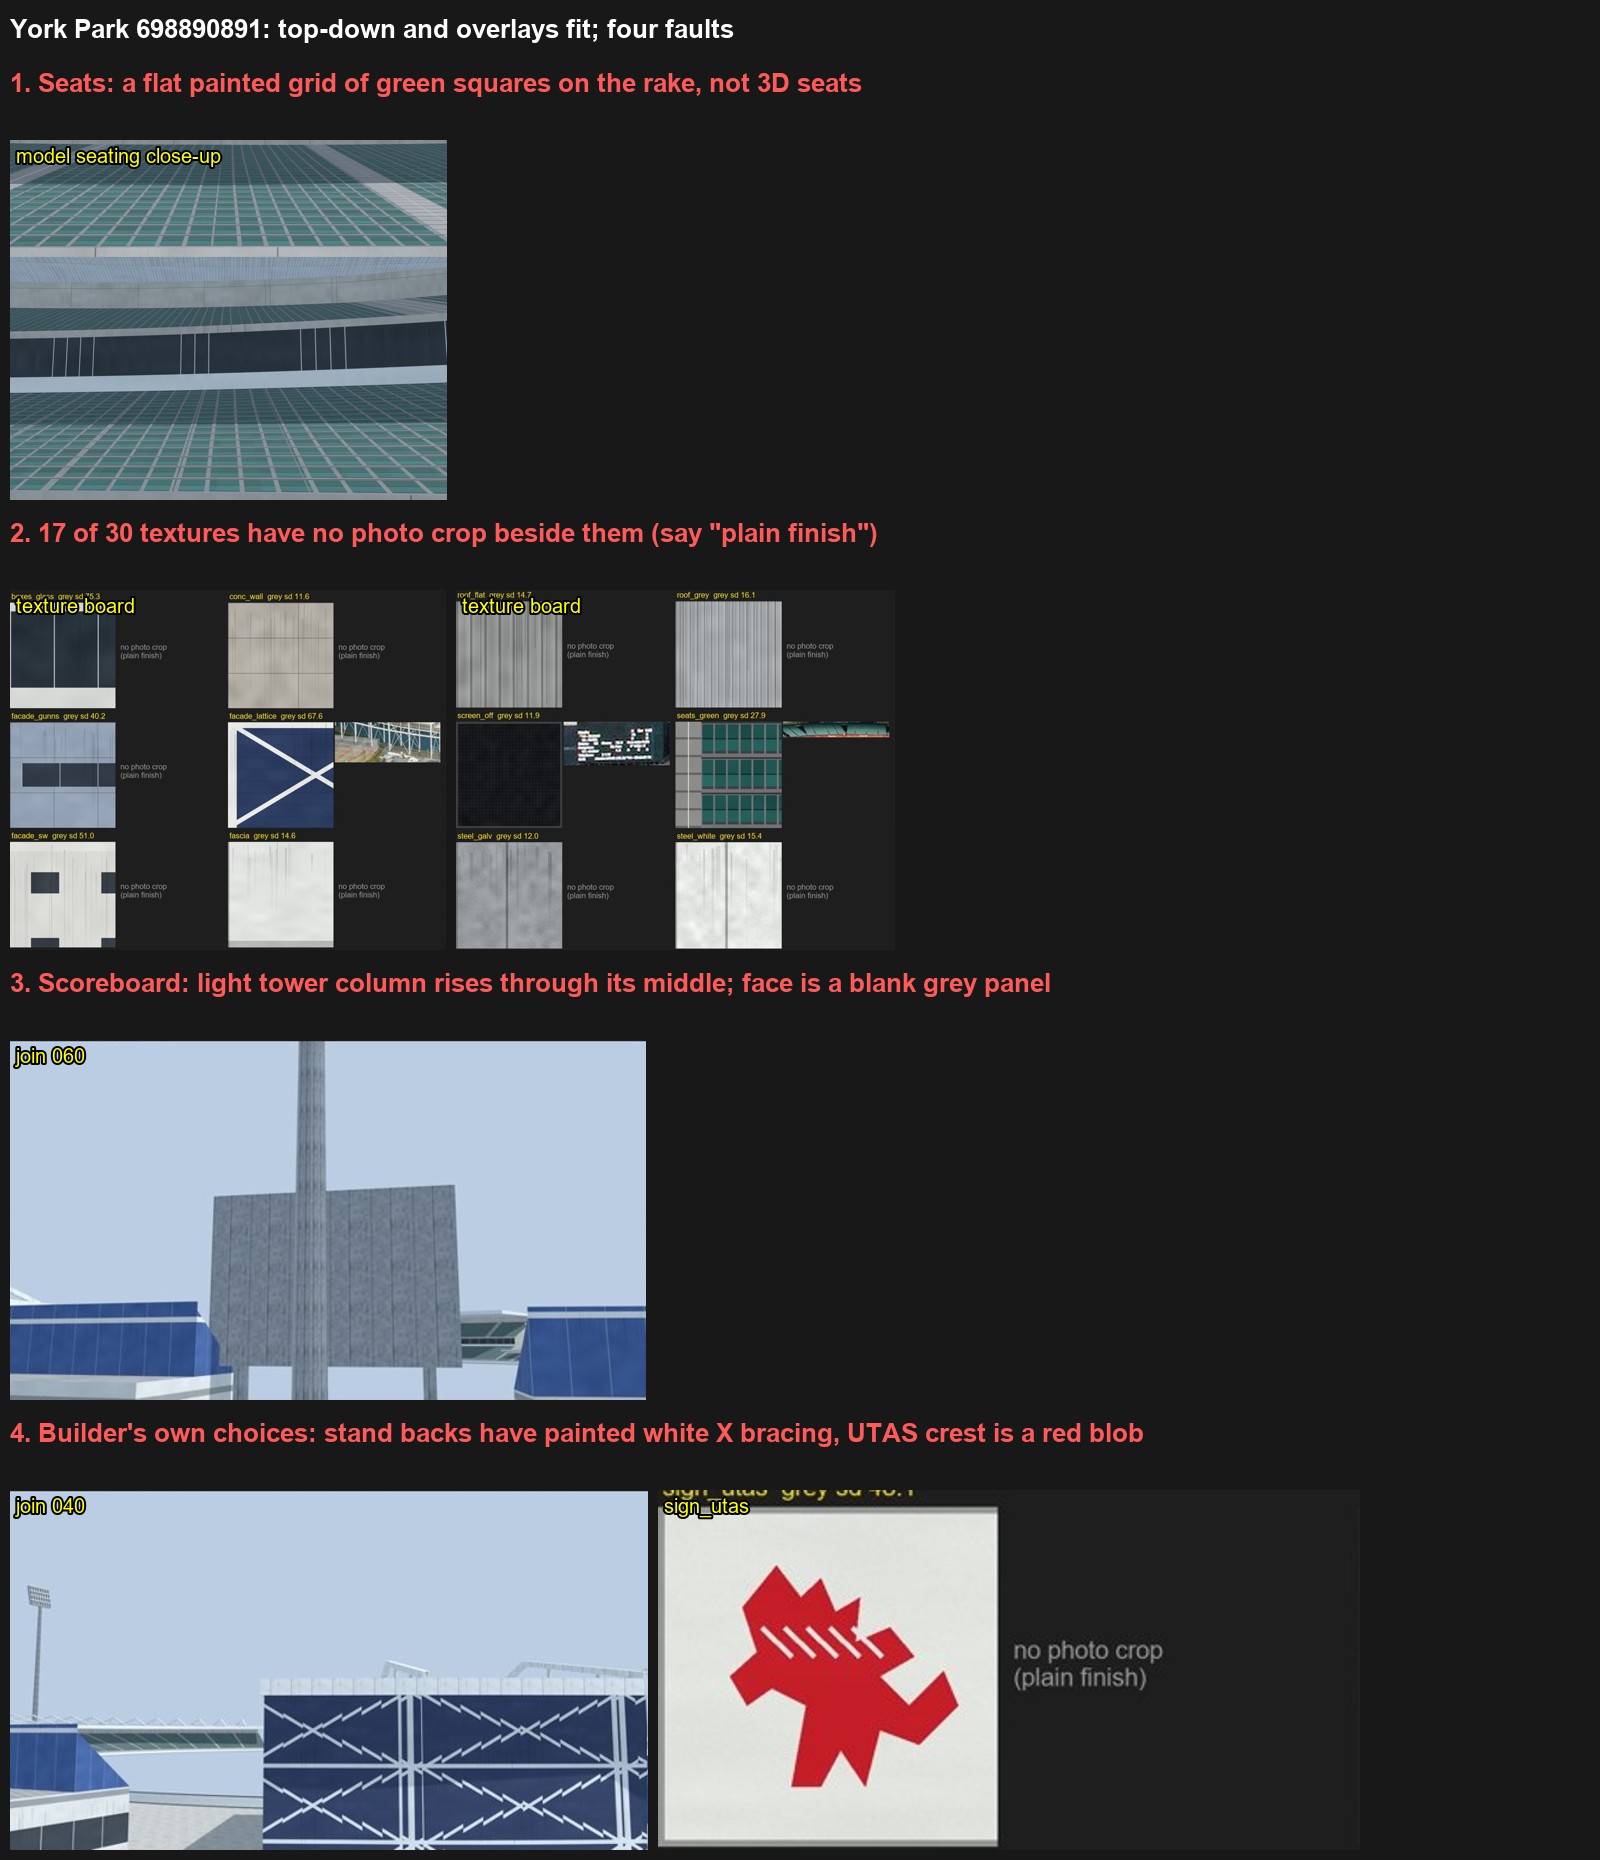 York Park 698890891: top-down and overlays fit; four faults
1. Seats: a flat painted grid of green squares on the rake, not 3D seats
model seating close-up
2. 17 of 30 textures have no photo crop beside them (say "plain finish")
texture board
texture board
conc_wall grey sd 11.6
roof_flat grey sd 14.7
roof_grey grey sd 16.1
no photo crop
(plain finish)
no photo crop
(plain finish)
no photo crop
(plain finish)
no photo crop
(plain finish)
facade_gunns grey sd 40.2
facade_lattice grey sd 67.6
screen_off grey sd 11.9
seats_green grey sd 27.9
no photo crop
(plain finish)
facade_sw grey sd 51.0
fascia grey sd 14.6
steel_galv grey sd 12.0
steel_white grey sd 15.4
no photo crop
(plain finish)
no photo crop
(plain finish)
no photo crop
(plain finish)
no photo crop
(plain finish)
3. Scoreboard: light tower column rises through its middle; face is a blank grey panel
join 060
4. Builder's own choices: stand backs have painted white X bracing, UTAS crest is a red blob
join 040
sign_utas
no photo crop
(plain finish)